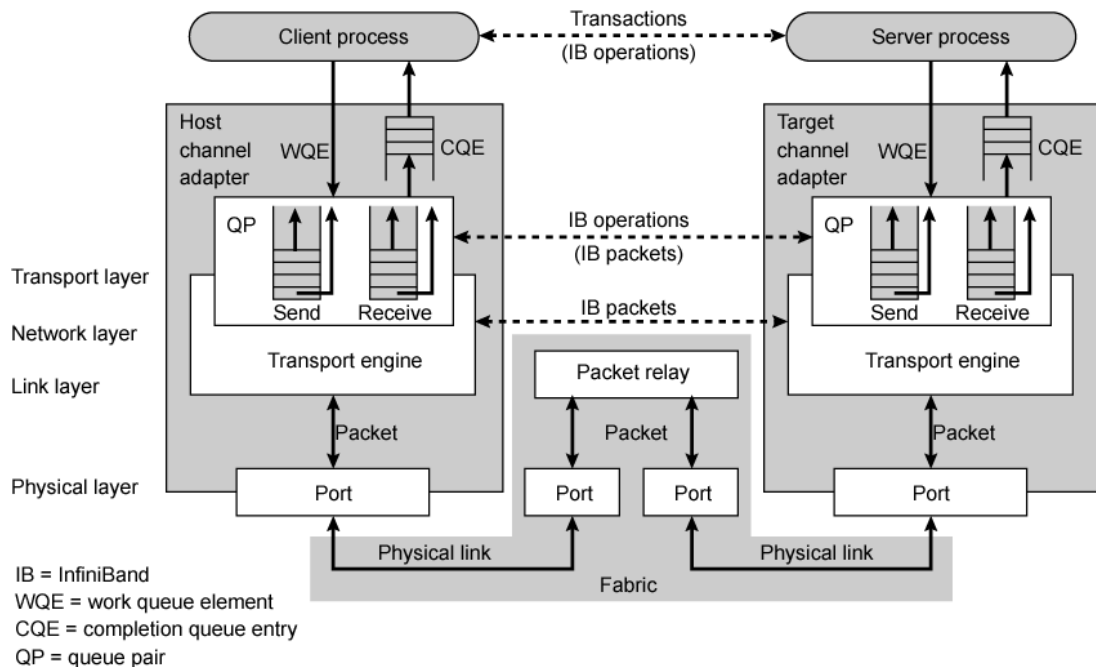 Client process
Transactions
(IB operations)
Server process
Host
channel
adapter
WQE
CQE
Target
channel
adapter
WQE
CQE
QP
IB operations
(IB packets)
QP
Transport layer
Send
Receive
IB packets
Send
Receive
Network layer
Transport engine
Packet relay
Transport engine
Link layer
Packet
Packet
Packet
Physical layer
Port
Port
Port
Port
Physical link
Physical link
Fabric
IB = InfiniBand
WQE = work queue element
CQE = completion queue entry
QP = queue pair